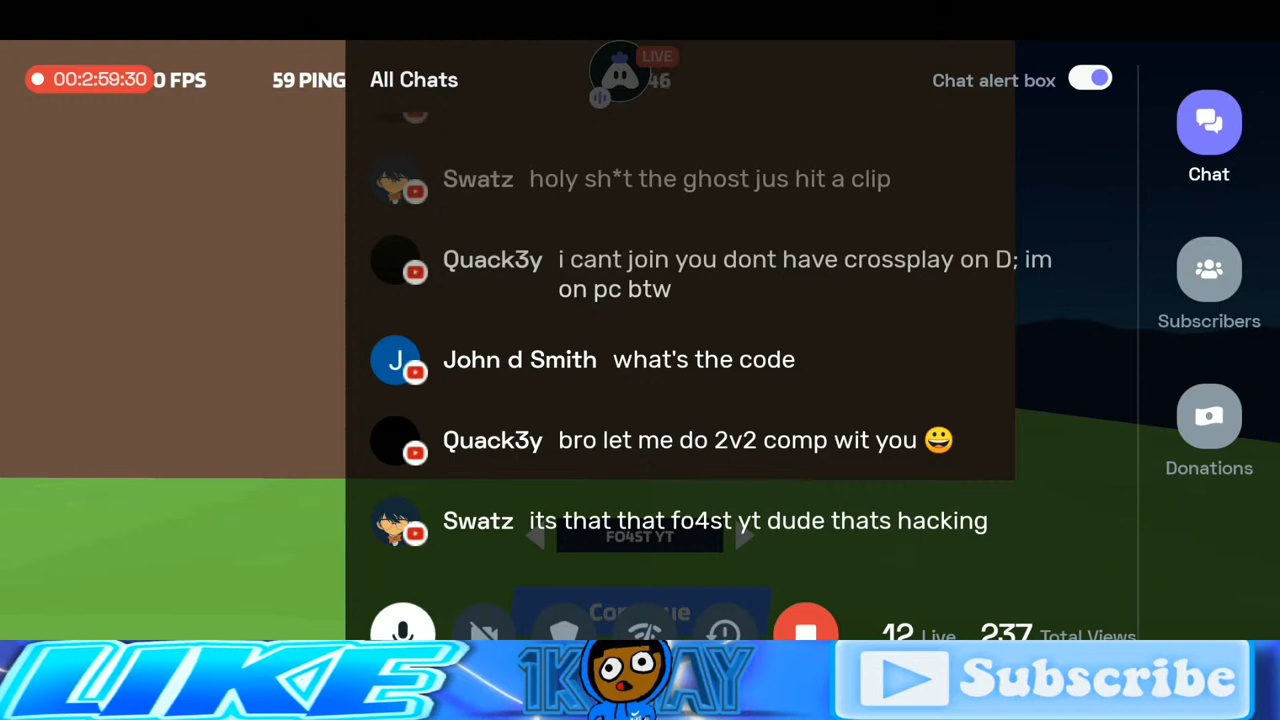 00:2:59:30 0 FPS 59 PING All Chats LIVE 46 Chat alert box
Chat
Swatz holy sh*t the ghost jus hit a clip
Quack3y i cant join you dont have crossplay on D; im
on pc btw
Subscribers
J John d Smith what's the code
Quack3y bro let me do 2v2 comp wit you 😀
Donations
Swatz its that that fo4st yt dude thats hacking
FO4ST YT
Continue
12 Live 237 Total Views
LIKE 1K Subscribe